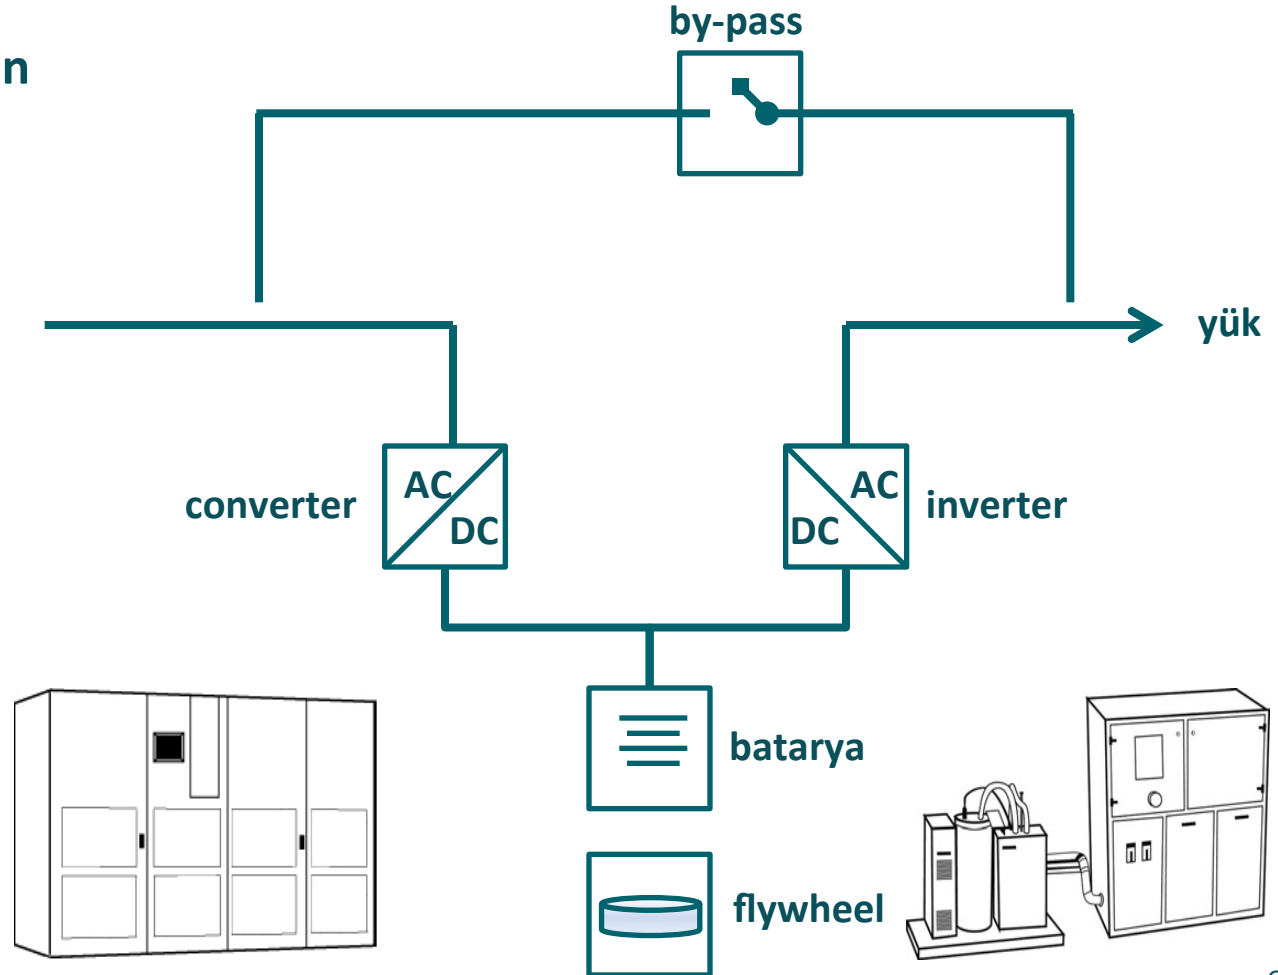 by-pass
n
yük
converter
AC
DC
AC
DC
inverter
batarya
flywheel